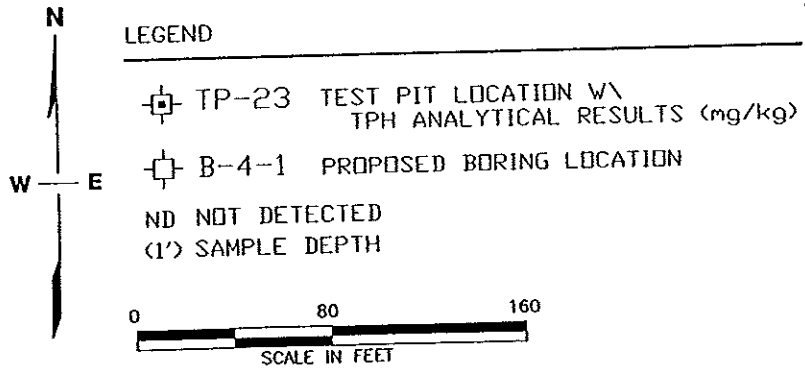 N
W E
LEGEND
TP-23 TEST PIT LOCATION W\
TPH ANALYTICAL RESULTS (mg/kg)
B-4-1 PROPOSED BORING LOCATION
ND NOT DETECTED
(1') SAMPLE DEPTH
0 80 160
SCALE IN FEET